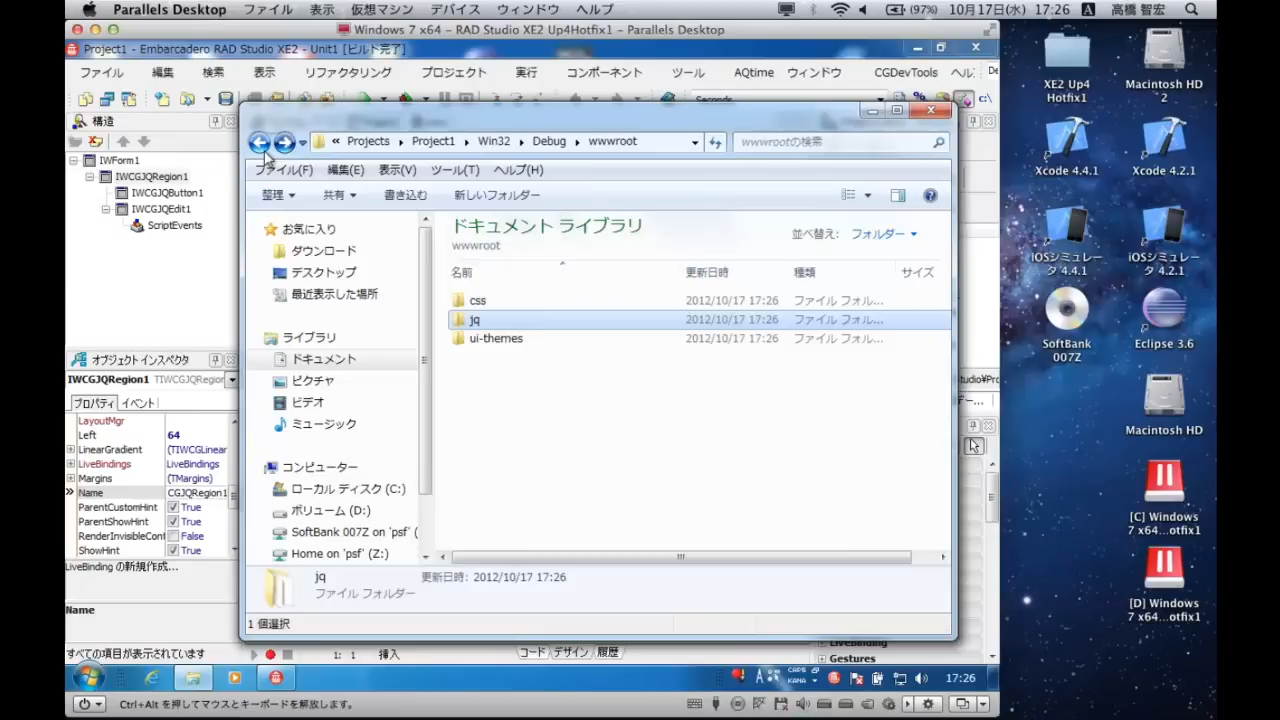 Parallels Desktop ファイル 表示 仮想マシン デバイス ウィンドウ ヘルプ (97%) 10月17日(水) 17:26 A 高橋 智宏
Windows 7 x64 – RAD Studio XE2 Up4Hotfix1 – Parallels Desktop
Project1 - Embarcadero RAD Studio XE2 - Unit1 [ビルド完了]
ファイル 編集 検索 表示 リファクタリング プロジェクト 実行 コンポーネント ツール AQtime ウィンドウ CGDevTools ヘル De
Seconds
構造
IWForm1
IWCGJQRegion1
IWCGJQButton1
IWCGJQEdit1
ScriptEvents
« Projects Project1 Win32 Debug wwwroot wwwrootの検索
ファイル(F) 編集(E) 表示(V) ツール(T) ヘルプ(H)
整理 共有 書き込む 新しいフォルダー
お気に入り
ダウンロード
デスクトップ
最近表示した場所
ライブラリ
ドキュメント
ピクチャ
ビデオ
ミュージック
コンピューター
ローカル ディスク (C:)
ボリューム (D:)
SoftBank 007Z on 'psf' (
Home on 'psf' (Z:)
ドキュメント ライブラリ
wwwroot
並べ替え: フォルダー
名前 更新日時 種類 サイズ
css 2012/10/17 17:26 ファイル フォル...
jq 2012/10/17 17:26 ファイル フォル...
ui-themes 2012/10/17 17:26 ファイル フォル...
jq 更新日時: 2012/10/17 17:26
ファイル フォルダー
1 個選択
オブジェクト インスペクタ
IWCGJQRegion1 TIWCGJQRegior
プロパティ イベント
LayoutMgr
Left 64
LinearGradient (TIWCGLinear
LiveBindings LiveBindings
Margins (TMargins)
Name CGJQRegion1
ParentCustomHint True
ParentShowHint True
RenderInvisibleCont False
ShowHint True
LiveBinding の新規作成...
Name
すべての項目が表示されています
1: 1 挿入 コード デザイン 履歴
LiveBinding
Gestures
CAPS
KANA
17:26
Ctrl+Alt を押してマウスとキーボードを解放します。
XE2 Up4
Hotfix1
Macintosh HD
2
Xcode 4.4.1
Xcode 4.2.1
iOSシミュレー
タ 4.4.1
iOSシミュレー
タ 4.2.1
SoftBank
007Z
Eclipse 3.6
Macintosh HD
[C] Windows
7 x64...otfix1
[D] Windows
7 x64...otfix1